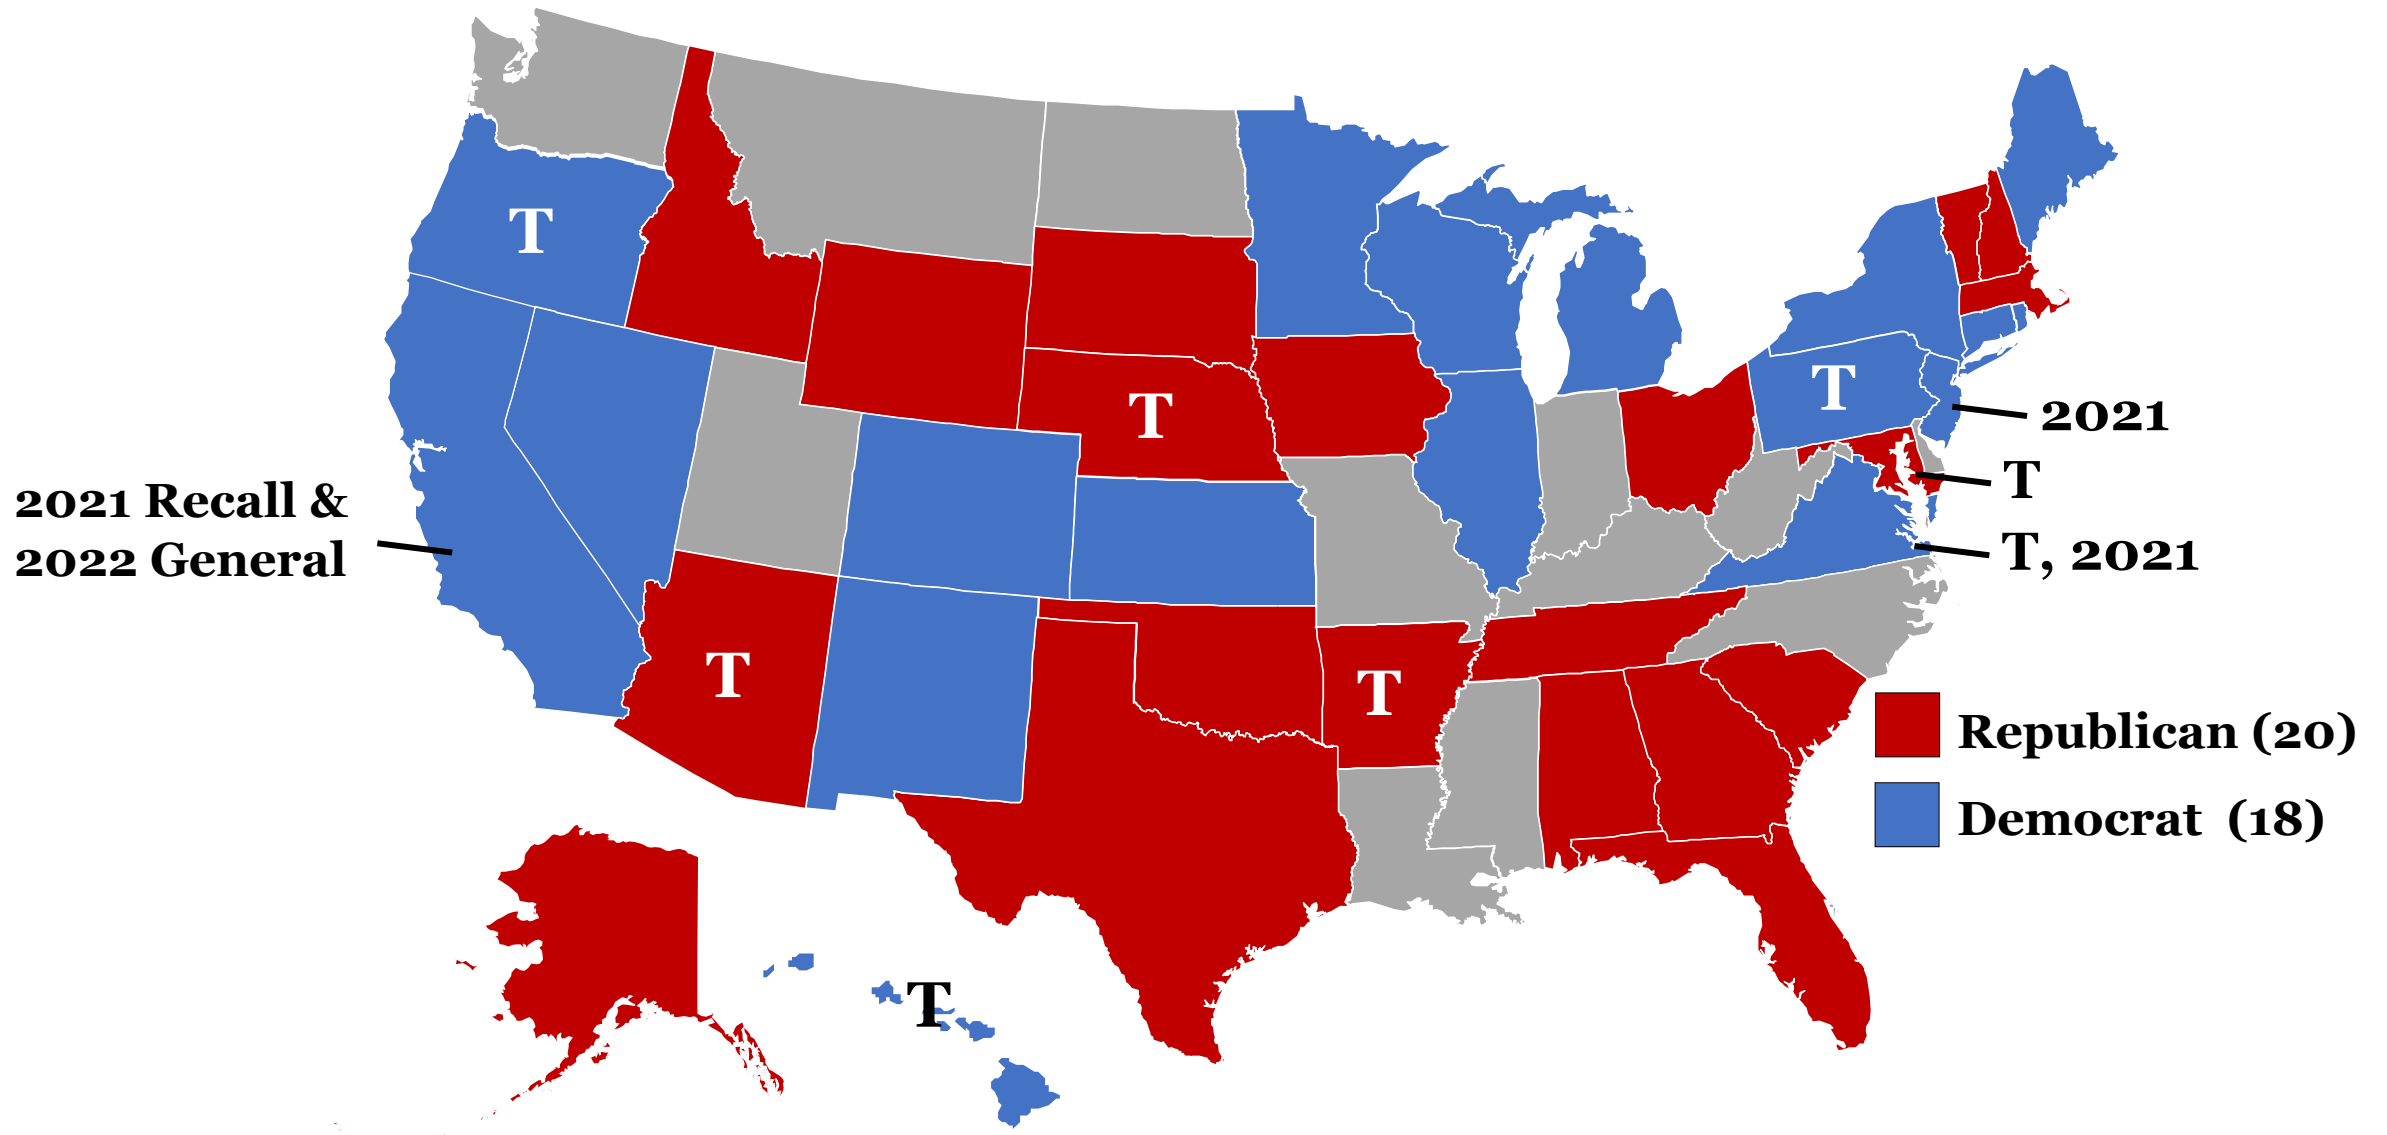 T
T
T
2021
T
2021 Recall &
2022 General
T, 2021
T
T
Republican (20)
Democrat (18)
T